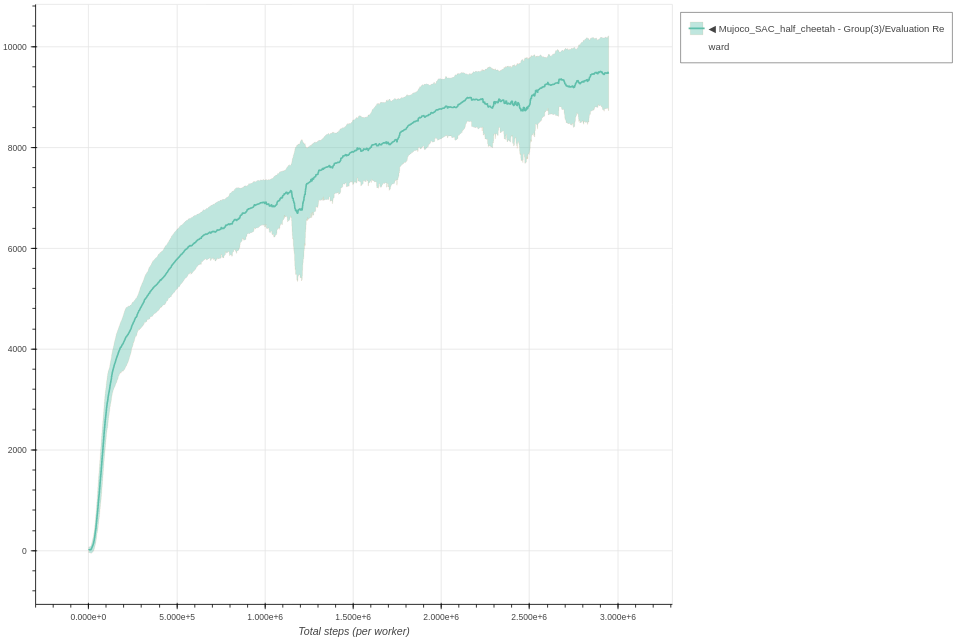 ◀ Mujoco_SAC_half_cheetah - Group(3)/Evaluation Re
ward
10000
8000
6000
4000
2000
0
0.000e+0 5.000e+5 1.000e+6 1.500e+6 2.000e+6 2.500e+6 3.000e+6
Total steps (per worker)